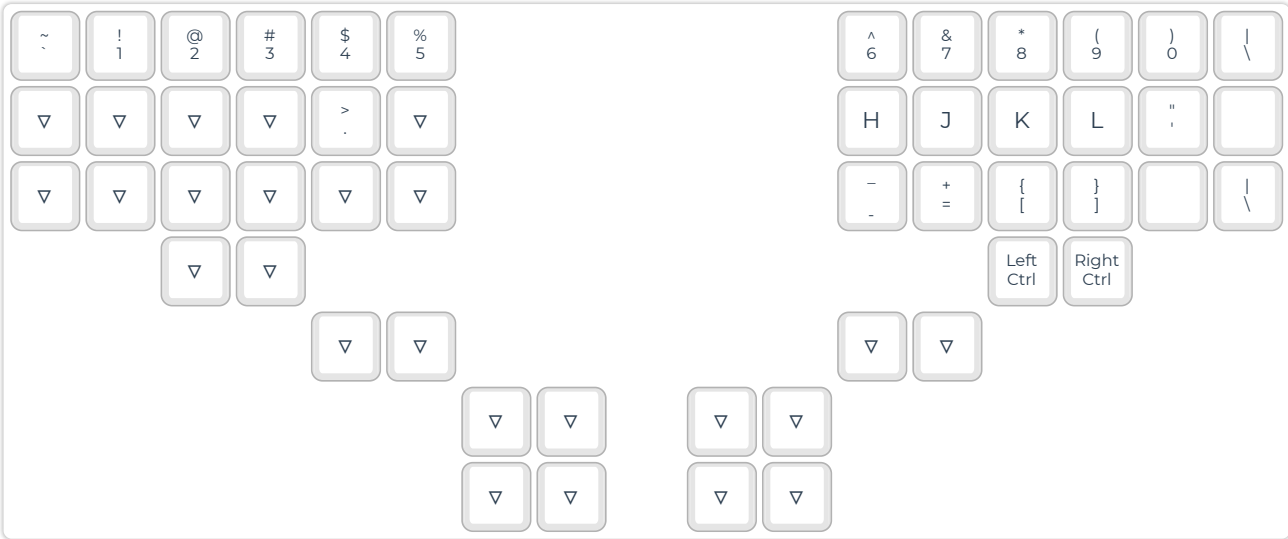 ~ ! @ # $ % ^ & * ( ) |
` 1 2 3 4 5 6 7 8 9 0 \
▽ ▽ ▽ ▽ > ▽ H J K L "
. '
▽ ▽ ▽ ▽ ▽ ▽ _ + { } |
- = [ ] \
▽ ▽ Left Right
Ctrl Ctrl
▽ ▽ ▽ ▽
▽ ▽ ▽ ▽
▽ ▽ ▽ ▽